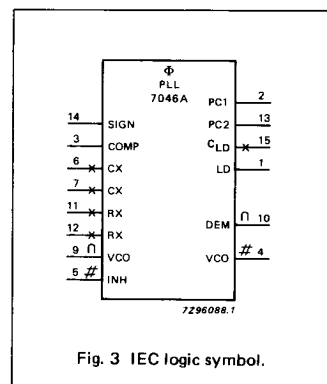 Φ
PLL
7046A
14 SIGN
3 COMP
6 CX
7 CX
11 RX
12 RX
9 ∩ VCO
5 # INH
PC1 2
PC2 13
CLD 15
LD 1
DEM ∩ 10
VCO # 4
7Z96088.1
Fig. 3 IEC logic symbol.